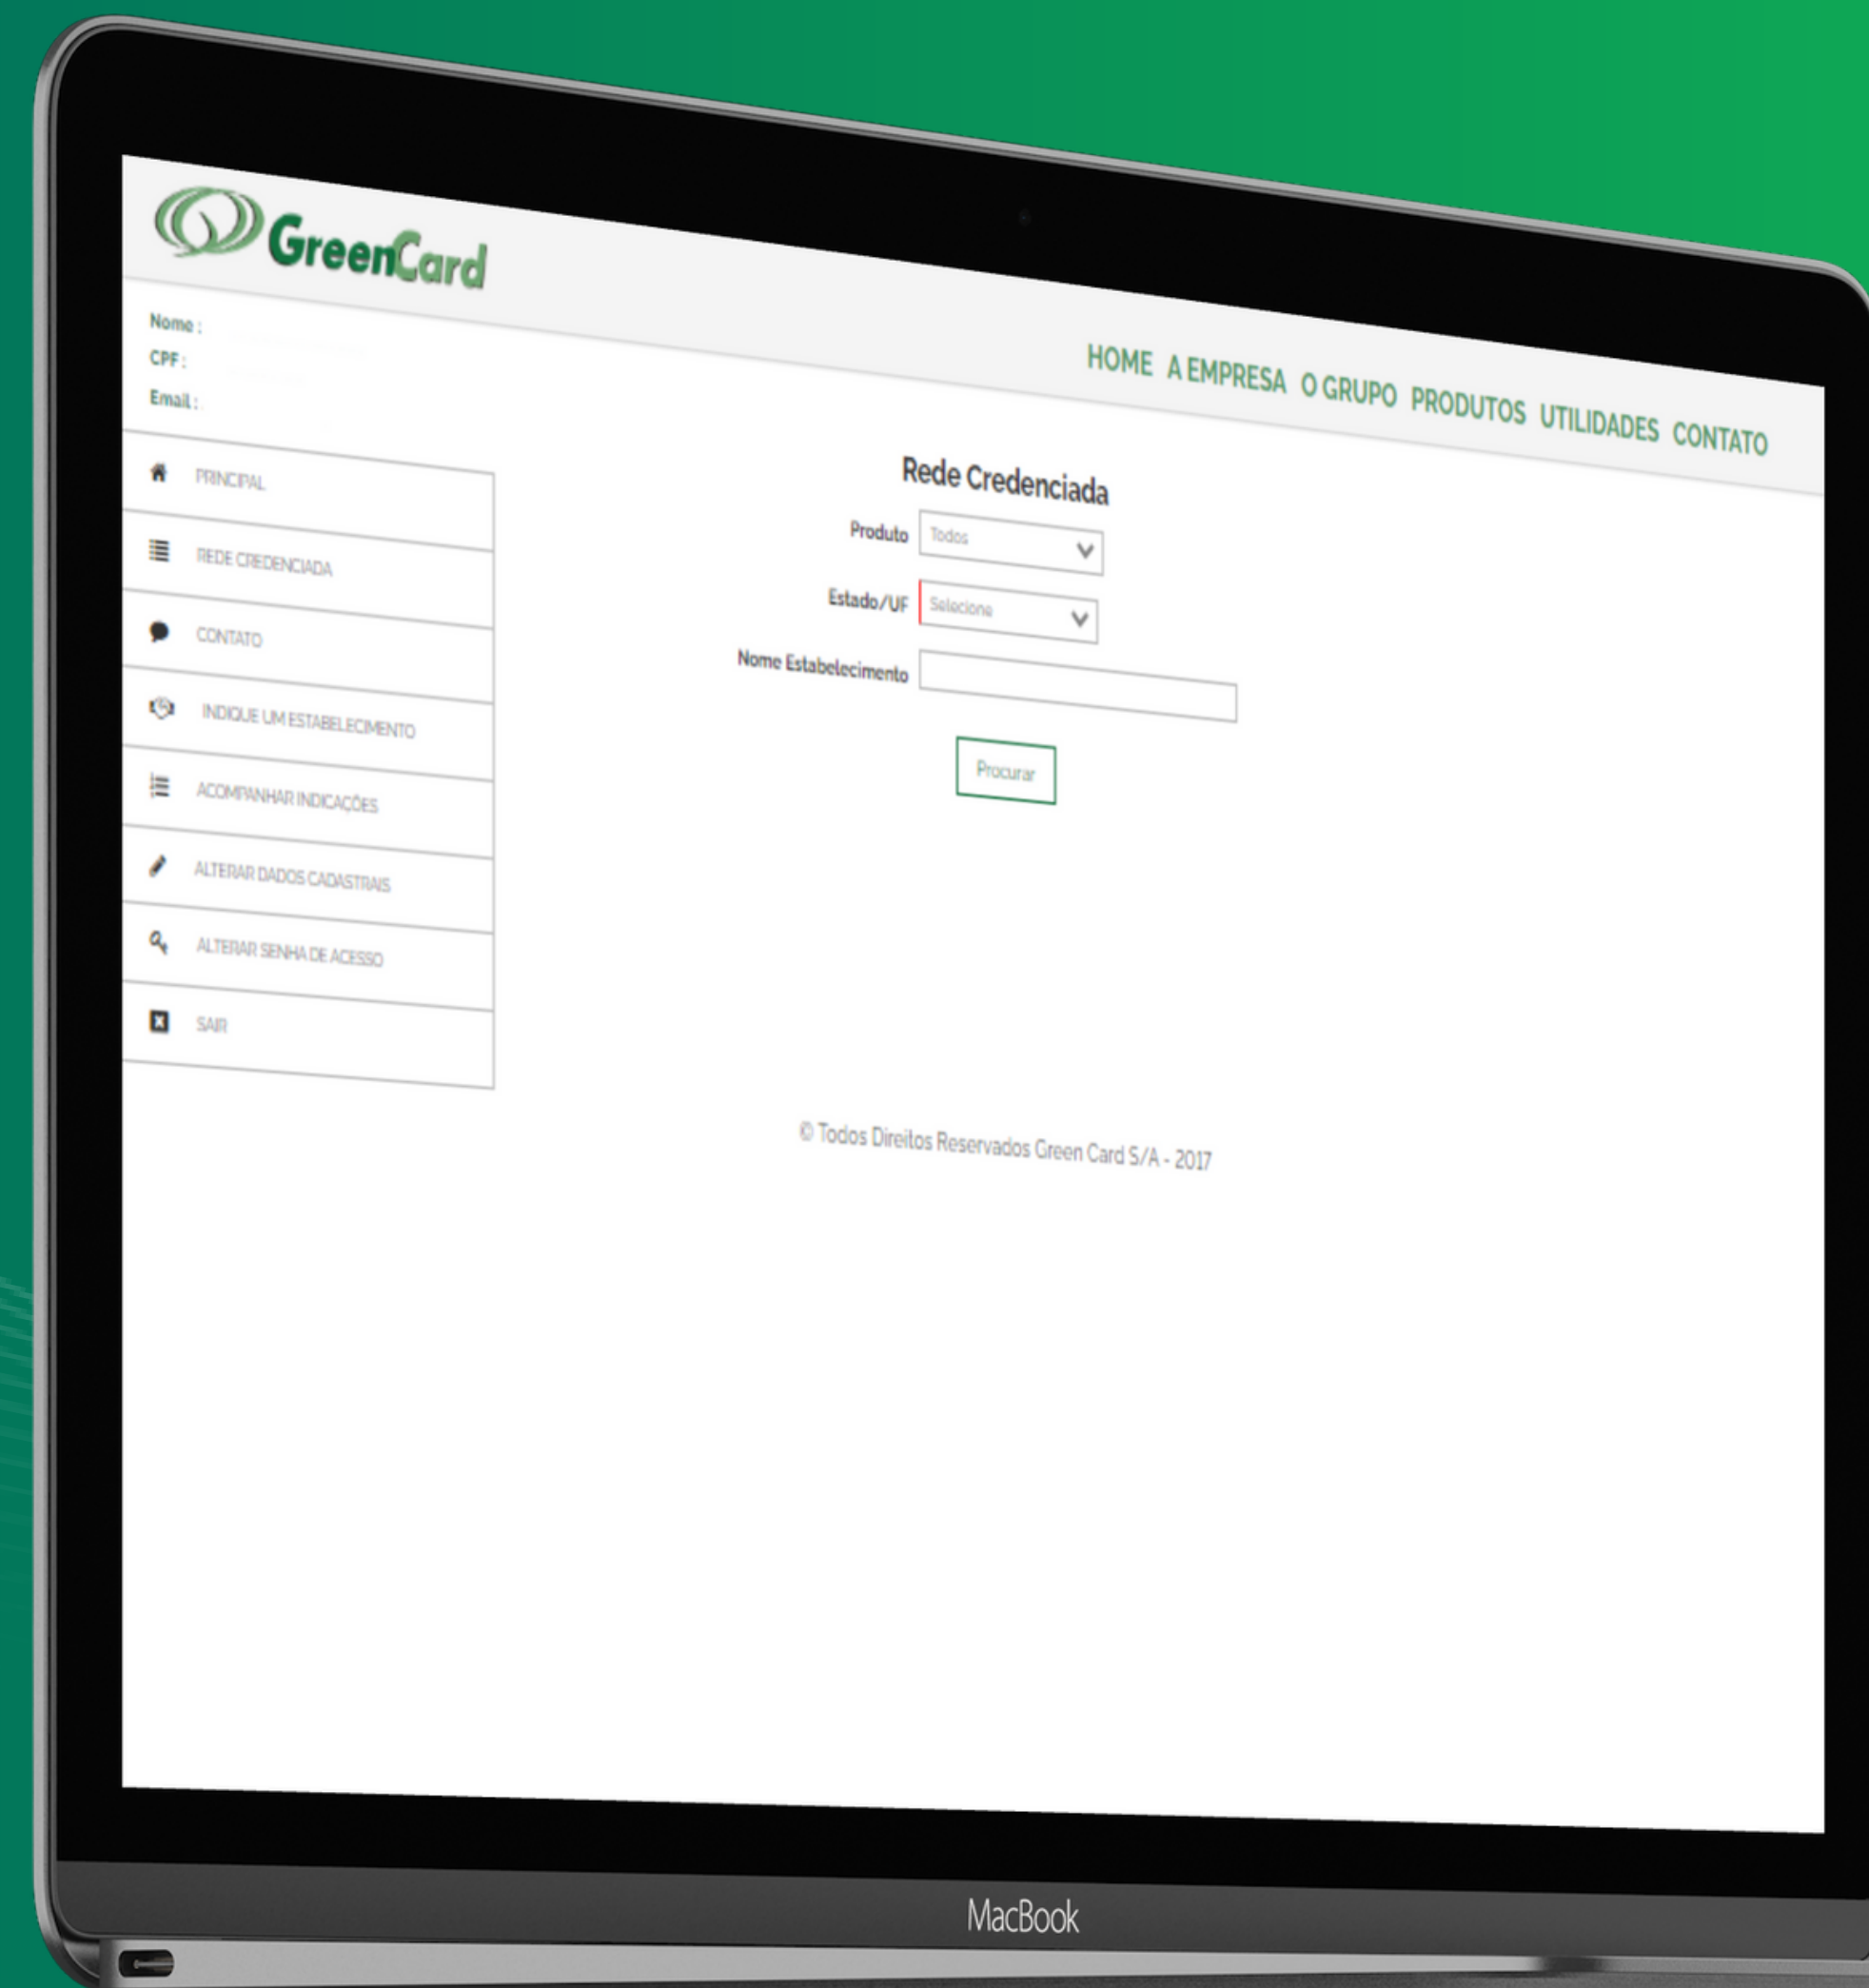 GreenCard
HOME A EMPRESA O GRUPO PRODUTOS UTILIDADES CONTATO
Nome :
CPF :
Email :
PRINCIPAL
REDE CREDENCIADA
CONTATO
INDIQUE UM ESTABELECIMENTO
ACOMPANHAR INDICAÇÕES
ALTERAR DADOS CADASTRAIS
ALTERAR SENHA DE ACESSO
SAIR
Rede Credenciada
Produto Todos
Estado/UF Selecione
Nome Estabelecimento
Procurar
© Todos Direitos Reservados Green Card S/A - 2017
MacBook